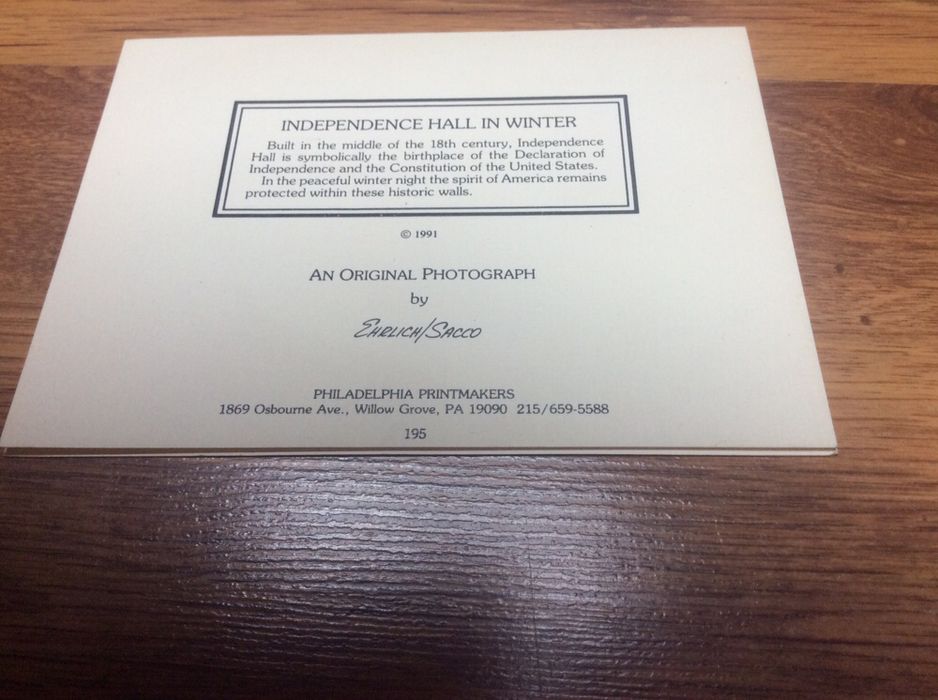 INDEPENDENCE HALL IN WINTER
Built in the middle of the 18th century, Independence
Hall is symbolically the birthplace of the Declaration of
Independence and the Constitution of the United States.
In the peaceful winter night the spirit of America remains
protected within these historic walls.
© 1991
AN ORIGINAL PHOTOGRAPH
by
EHRLICH/SACCO
PHILADELPHIA PRINTMAKERS
1869 Osbourne Ave., Willow Grove, PA 19090 215/659-5588
195